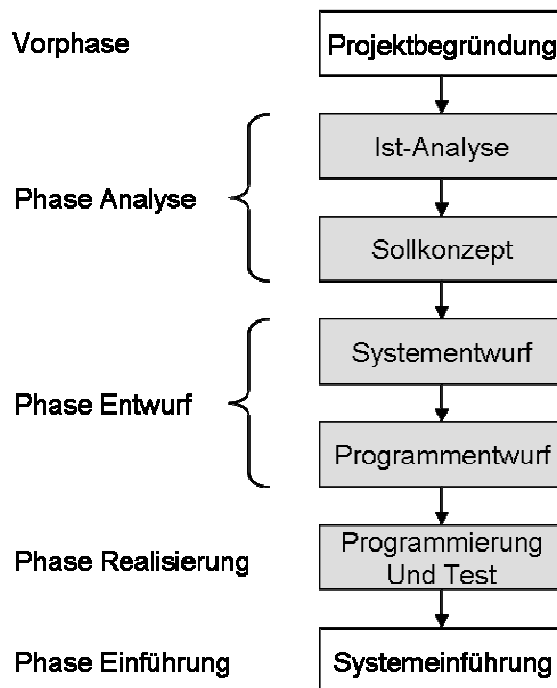 Vorphase
Projektbegründung
Ist-Analyse
Phase Analyse
Sollkonzept
Systementwurf
Phase Entwurf
Programmentwurf
Phase Realisierung
Programmierung
Und Test
Phase Einführung
Systemeinführung